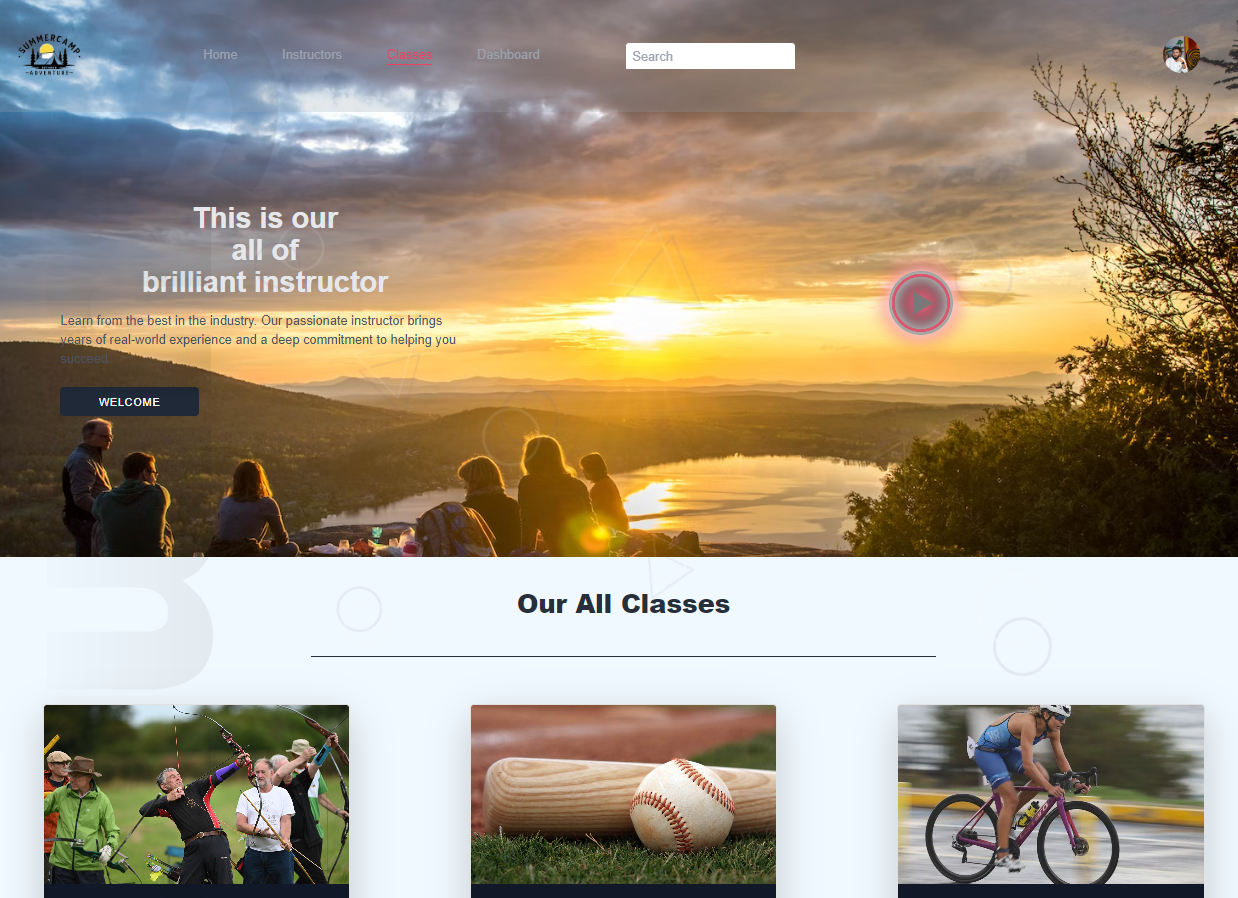 SUMMERCAMP
ADVENTURE
Home
Instructors
Classes
Dashboard
Search
This is our
all of
brilliant instructor
Learn from the best in the industry. Our passionate instructor brings
years of real-world experience and a deep commitment to helping you
succeed.
WELCOME
Our All Classes